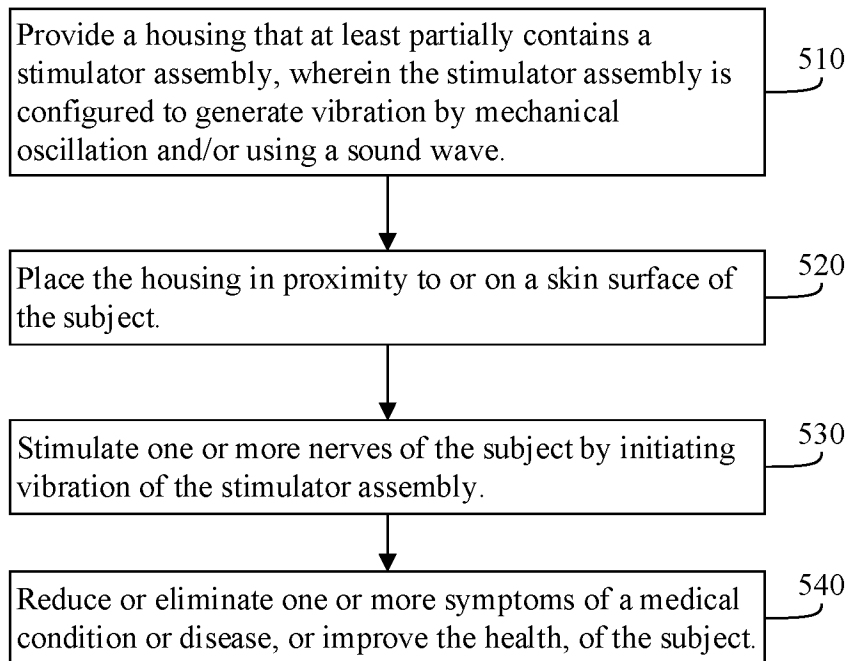 Provide a housing that at least partially contains a
stimulator assembly, wherein the stimulator assembly is
configured to generate vibration by mechanical
oscillation and/or using a sound wave.
510
Place the housing in proximity to or on a skin surface of
the subject.
520
Stimulate one or more nerves of the subject by initiating
vibration of the stimulator assembly.
530
Reduce or eliminate one or more symptoms of a medical
condition or disease, or improve the health, of the subject.
540